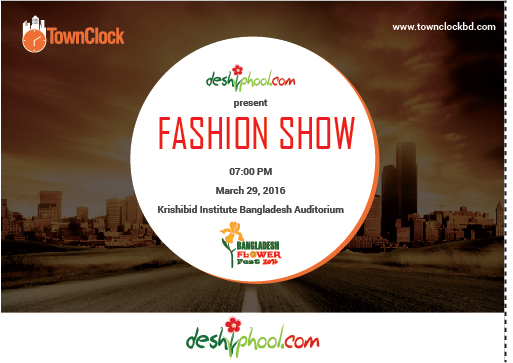 TownClock
www.townclockbd.com
deshiphool.com
present
FASHION SHOW
07:00 PM
March 29, 2016
Krishibid Institute Bangladesh Auditorium
BANGLADESH
FLOWER
Fest 2016
deshiphool.com